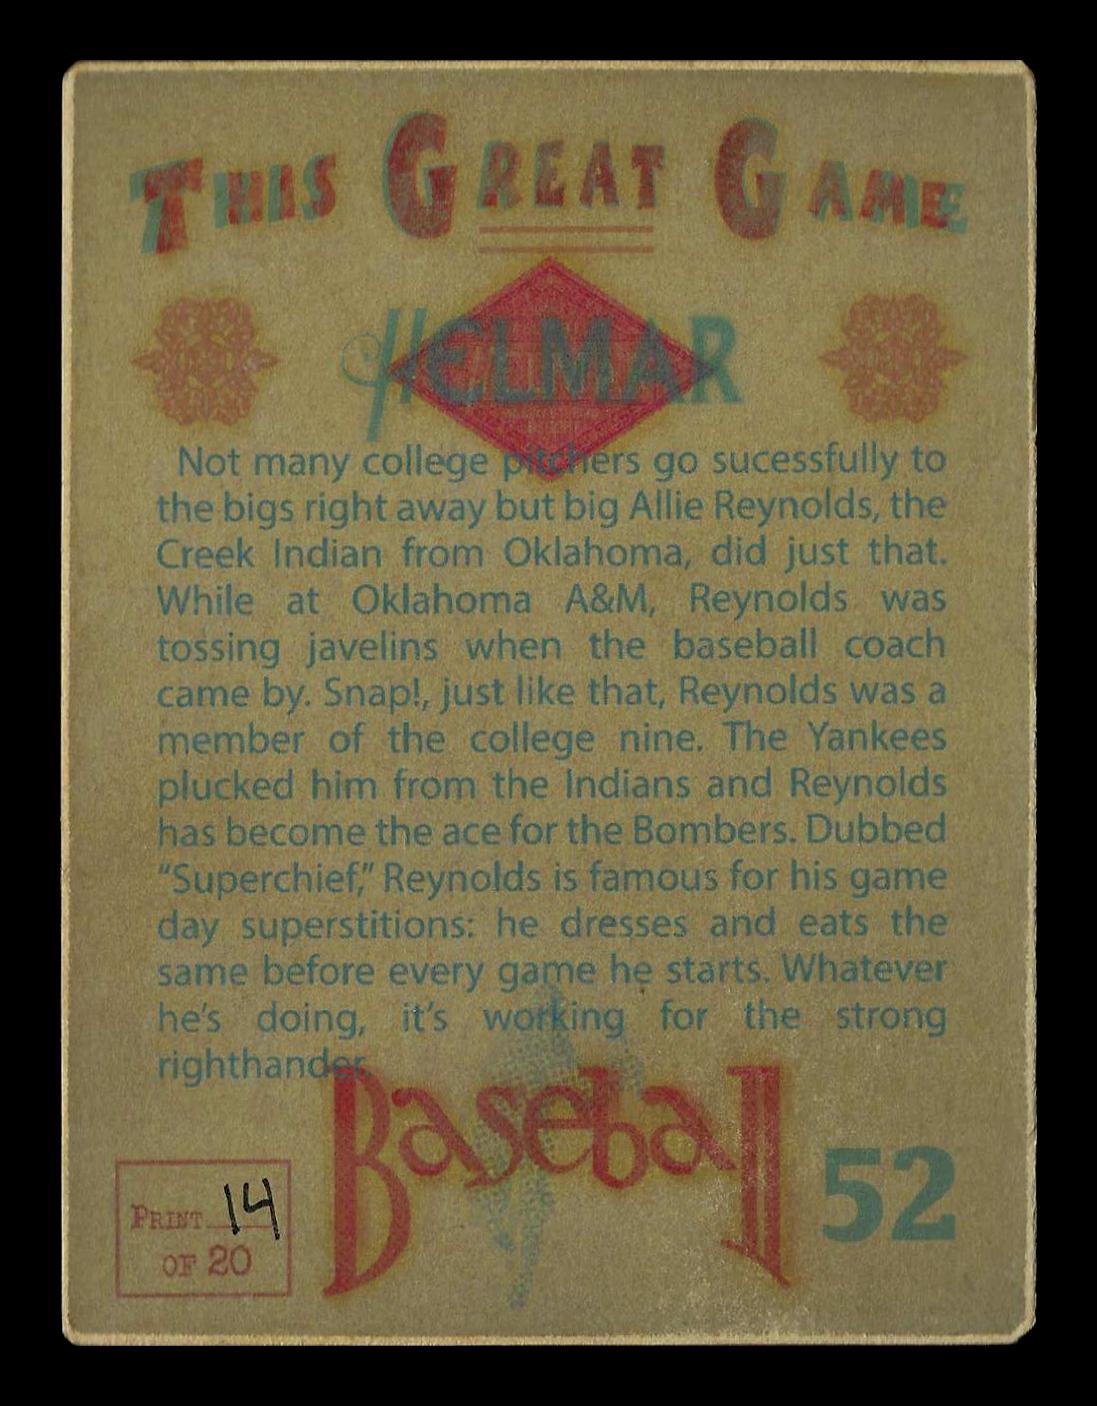 This Great Game
Helmar
Not many college pitchers go sucessfully to
the bigs right away but big Allie Reynolds, the
Creek Indian from Oklahoma, did just that.
While at Oklahoma A&M, Reynolds was
tossing javelins when the baseball coach
came by. Snap!, just like that, Reynolds was a
member of the college nine. The Yankees
plucked him from the Indians and Reynolds
has become the ace for the Bombers. Dubbed
“Superchief,” Reynolds is famous for his game
day superstitions: he dresses and eats the
same before every game he starts. Whatever
he’s doing, it’s working for the strong
righthander.
Baseball
52
Print 14
of 20